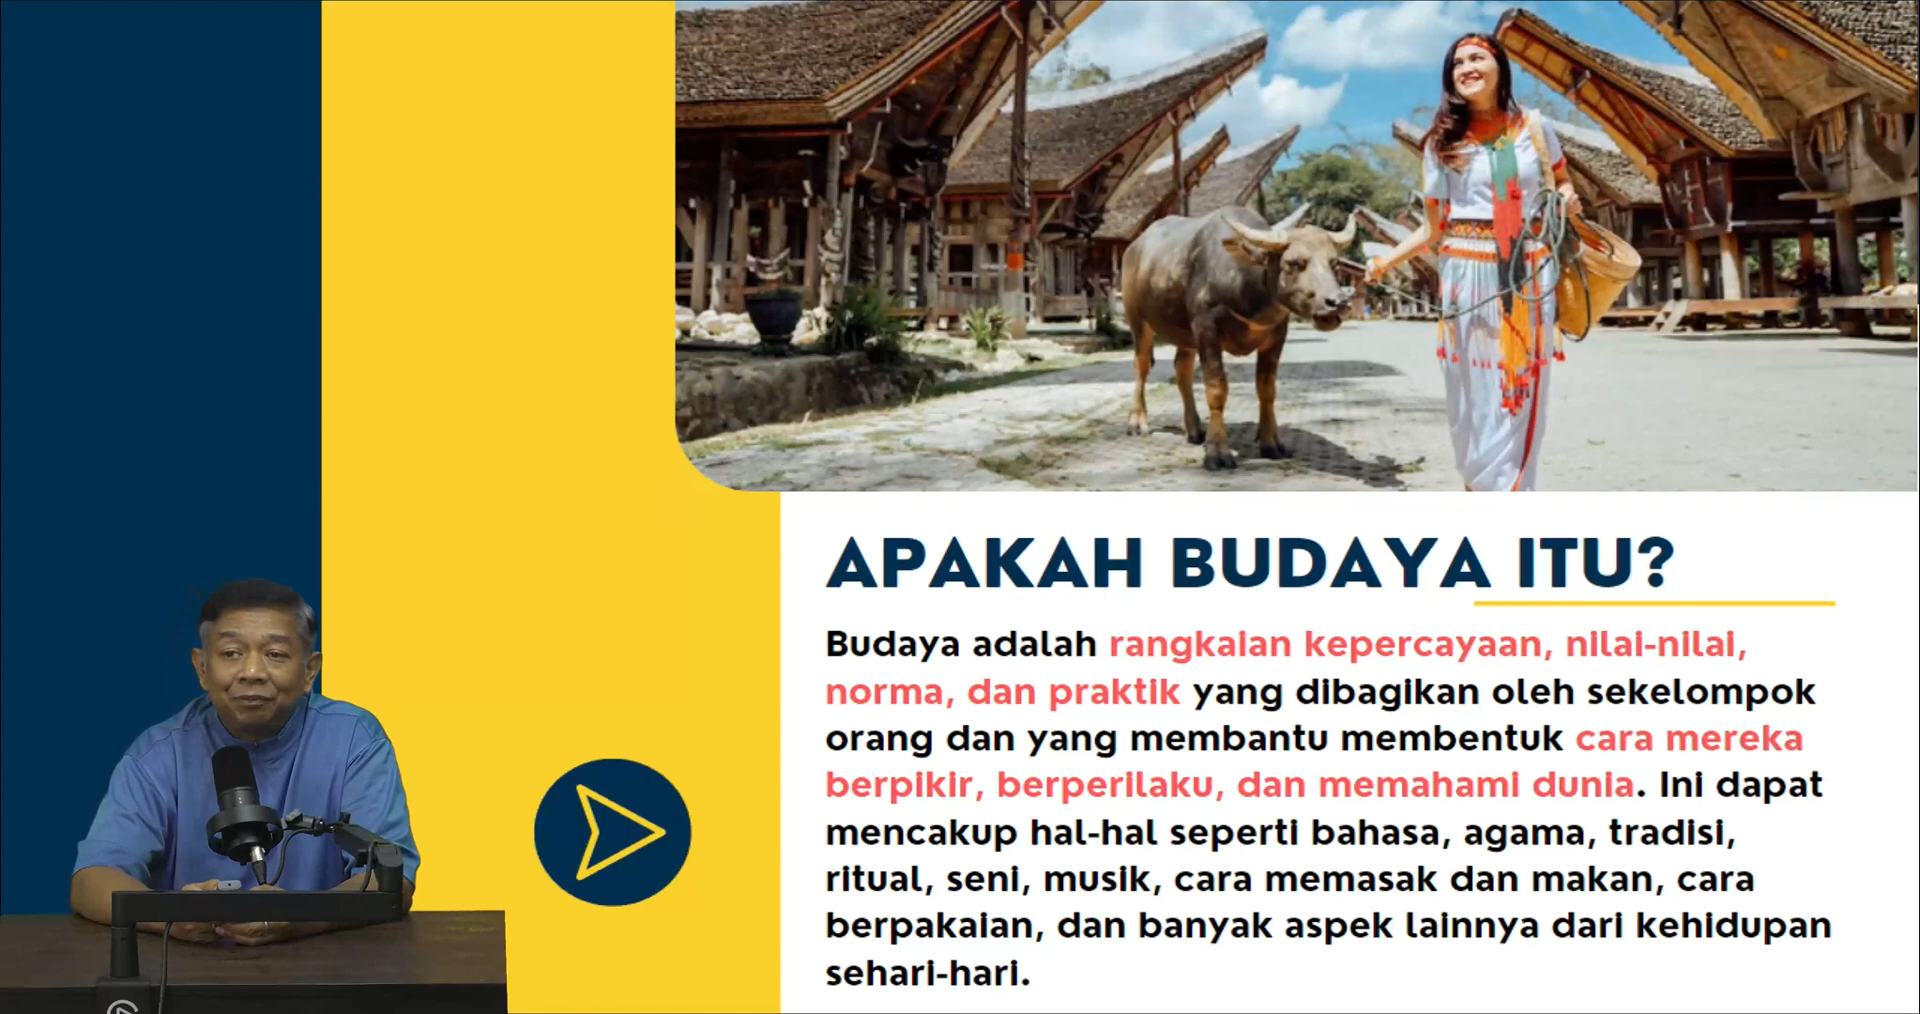 APAKAH BUDAYA ITU?
Budaya adalah rangkaian kepercayaan, nilai-nilai,
norma, dan praktik yang dibagikan oleh sekelompok
orang dan yang membantu membentuk cara mereka
berpikir, berperilaku, dan memahami dunia. Ini dapat
mencakup hal-hal seperti bahasa, agama, tradisi,
ritual, seni, musik, cara memasak dan makan, cara
berpakaian, dan banyak aspek lainnya dari kehidupan
sehari-hari.